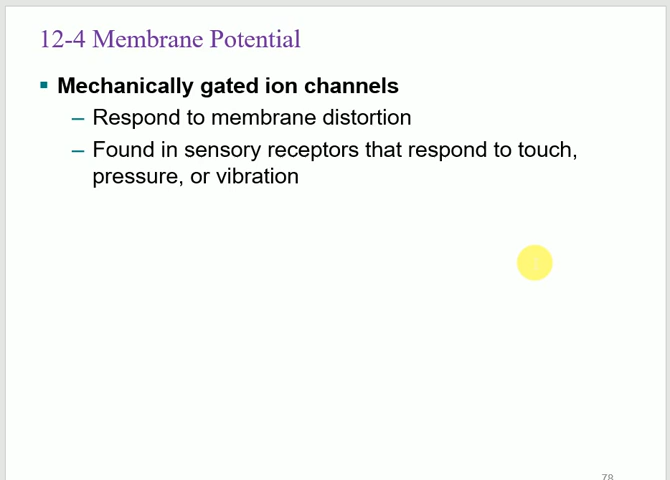 12-4 Membrane Potential
▪ Mechanically gated ion channels
– Respond to membrane distortion
– Found in sensory receptors that respond to touch,
pressure, or vibration
78